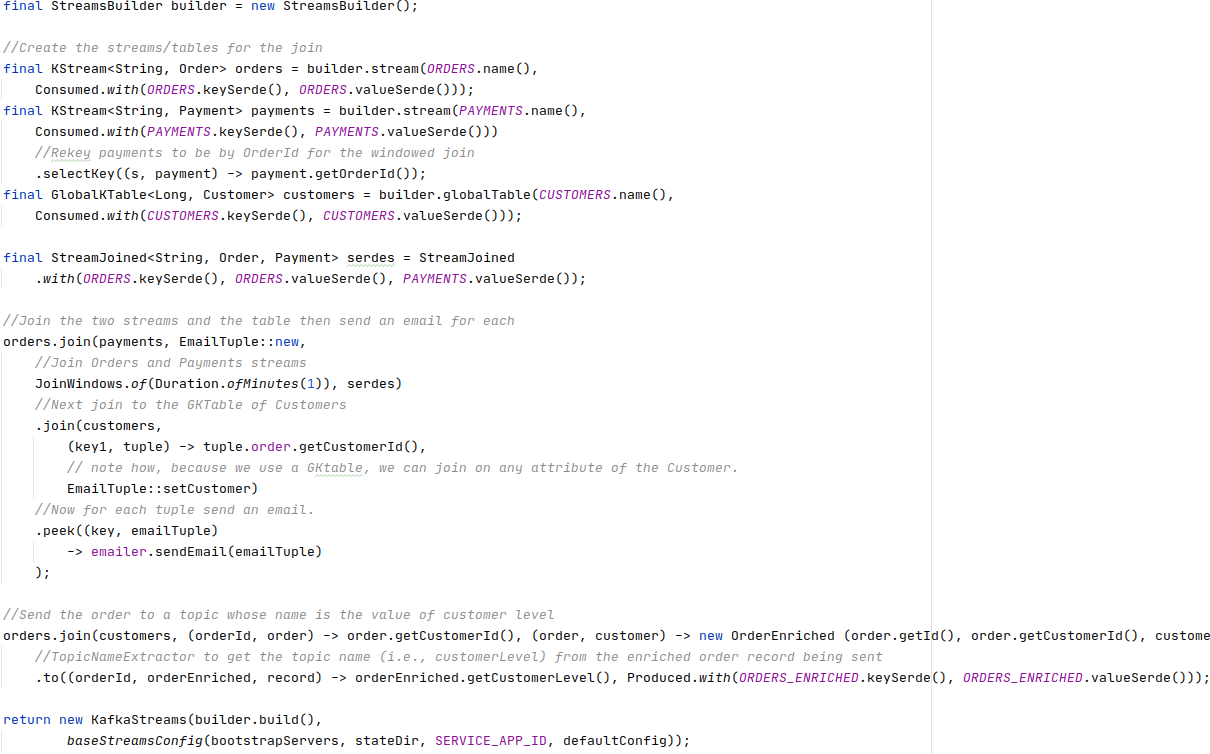 final StreamsBuilder builder = new StreamsBuilder();
//Create the streams/tables for the join
final KStream<String, Order> orders = builder.stream(ORDERS.name(),
Consumed.with(ORDERS.keySerde(), ORDERS.valueSerde()));
final KStream<String, Payment> payments = builder.stream(PAYMENTS.name(),
Consumed.with(PAYMENTS.keySerde(), PAYMENTS.valueSerde()))
//Rekey payments to be by OrderId for the windowed join
.selectKey((s, payment) -> payment.getOrderId());
final GlobalKTable<Long, Customer> customers = builder.globalTable(CUSTOMERS.name(),
Consumed.with(CUSTOMERS.keySerde(), CUSTOMERS.valueSerde()));
final StreamJoined<String, Order, Payment> serdes = StreamJoined
.with(ORDERS.keySerde(), ORDERS.valueSerde(), PAYMENTS.valueSerde());
//Join the two streams and the table then send an email for each
orders.join(payments, EmailTuple::new,
//Join Orders and Payments streams
JoinWindows.of(Duration.ofMinutes(1)), serdes)
//Next join to the GKTable of Customers
.join(customers,
(key1, tuple) -> tuple.order.getCustomerId(),
// note how, because we use a GKtable, we can join on any attribute of the Customer.
EmailTuple::setCustomer)
//Now for each tuple send an email.
.peek((key, emailTuple)
-> emailer.sendEmail(emailTuple)
);
//Send the order to a topic whose name is the value of customer level
orders.join(customers, (orderId, order) -> order.getCustomerId(), (order, customer) -> new OrderEnriched (order.getId(), order.getCustomerId(), custome
//TopicNameExtractor to get the topic name (i.e., customerLevel) from the enriched order record being sent
.to((orderId, orderEnriched, record) -> orderEnriched.getCustomerLevel(), Produced.with(ORDERS_ENRICHED.keySerde(), ORDERS_ENRICHED.valueSerde()));
return new KafkaStreams(builder.build(),
baseStreamsConfig(bootstrapServers, stateDir, SERVICE_APP_ID, defaultConfig));